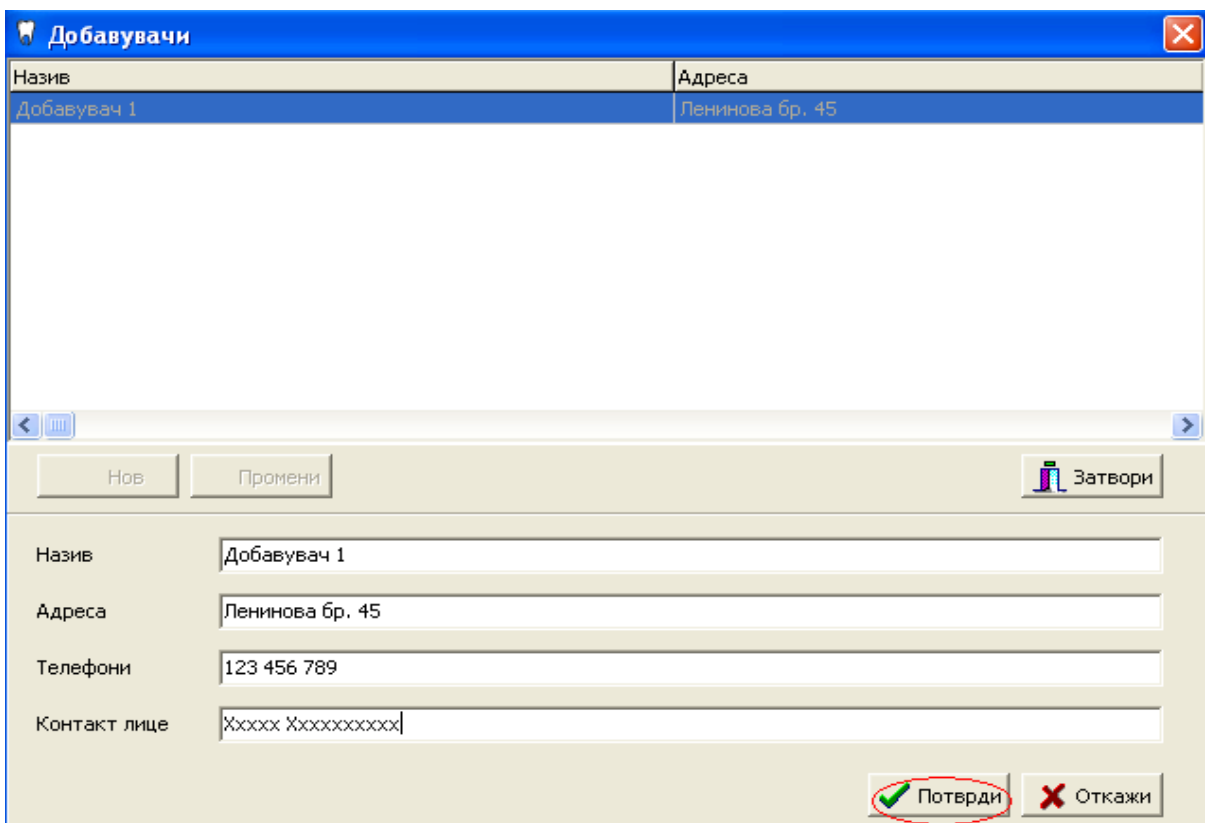 Добавувачи
Назив Адреса
Добавувач 1 Ленинова бр. 45
Нов Промени Затвори
Назив Добавувач 1
Адреса Ленинова бр. 45
Телефони 123 456 789
Контакт лице Xxxxx Xxxxxxxxxx
Потврди Откажи